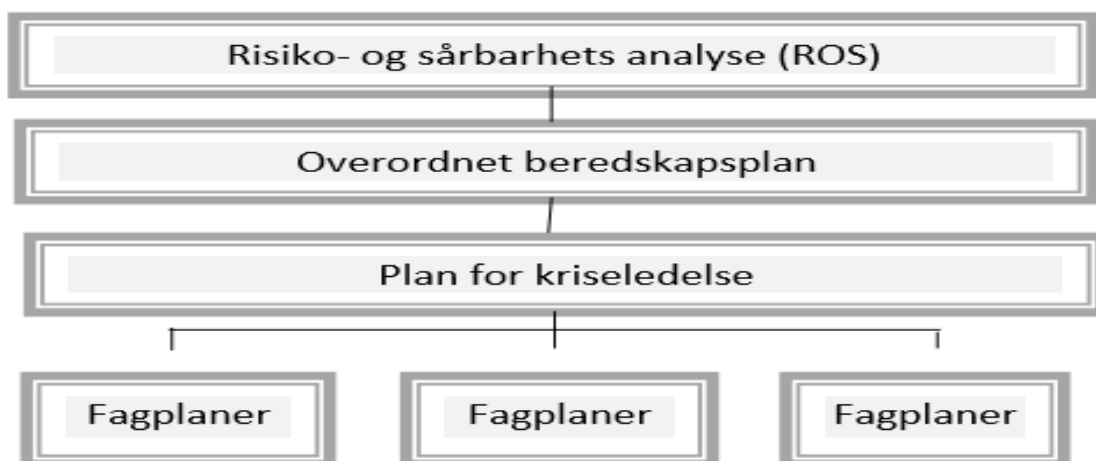 Risiko- og sårbarhets analyse (ROS)
Overordnet beredskapsplan
Plan for kriseledelse
Fagplaner
Fagplaner
Fagplaner